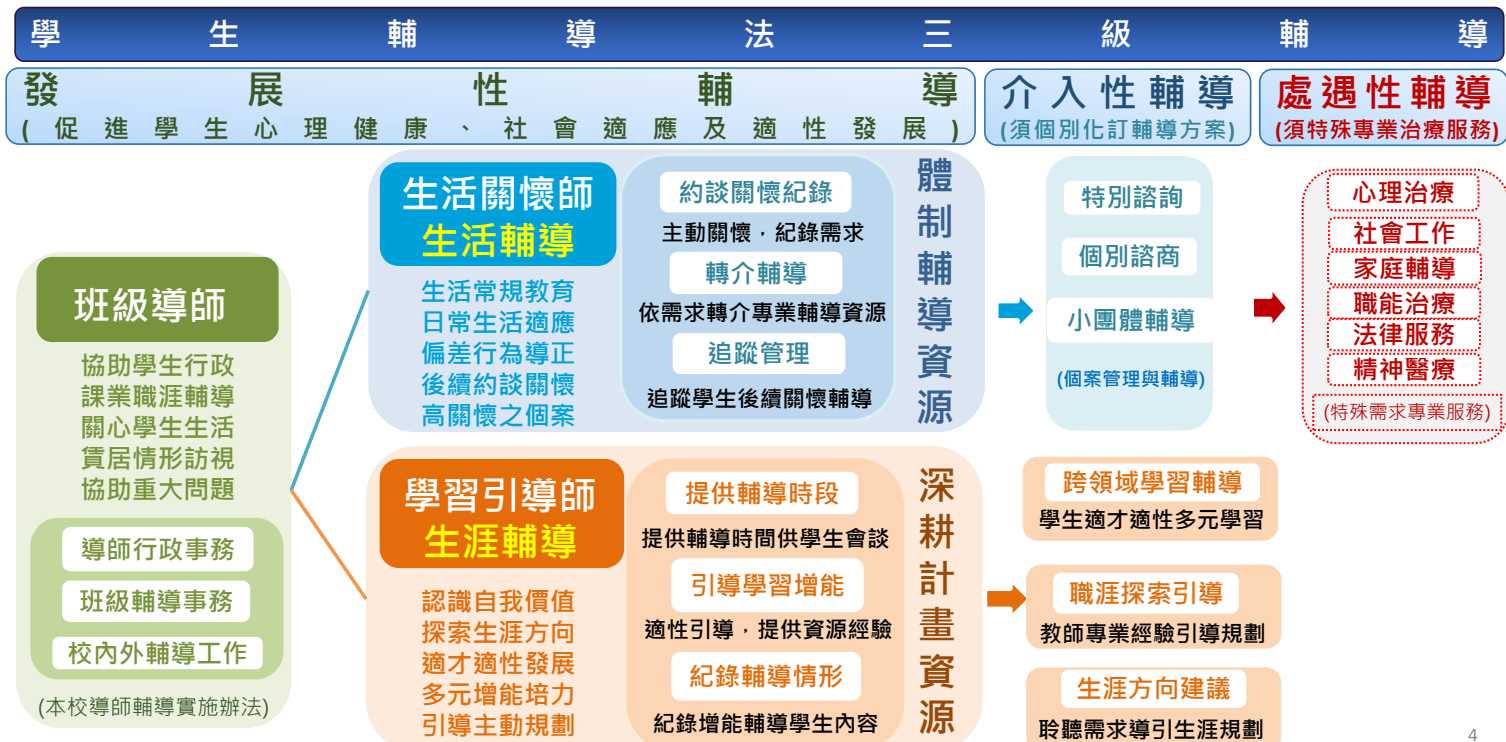 學生輔導法三級輔導
發展性輔導
(促進學生心理健康、社會適應及適性發展)
介入性輔導
(須個別化訂輔導方案)
處遇性輔導
(須特殊專業治療服務)
班級導師
協助學生行政
課業職涯輔導
關心學生生活
賃居情形訪視
協助重大問題
導師行政事務
班級輔導事務
校內外輔導工作
(本校導師輔導實施辦法)
生活關懷師
生活輔導
生活常規教育
日常生活適應
偏差行為導正
後續約談關懷
高關懷之個案
約談關懷紀錄
主動關懷，紀錄需求
轉介輔導
依需求轉介專業輔導資源
追蹤管理
追蹤學生後續關懷輔導
體制輔導資源
特別諮詢
個別諮商
小團體輔導
(個案管理與輔導)
心理治療
社會工作
家庭輔導
職能治療
法律服務
精神醫療
(特殊需求專業服務)
學習引導師
生涯輔導
認識自我價值
探索生涯方向
適才適性發展
多元增能培力
引導主動規劃
提供輔導時段
提供輔導時間供學生會談
引導學習增能
適性引導，提供資源經驗
紀錄輔導情形
紀錄增能輔導學生內容
深耕計畫資源
跨領域學習輔導
學生適才適性多元學習
職涯探索引導
教師專業經驗引導規劃
生涯方向建議
聆聽需求導引生涯規劃
4